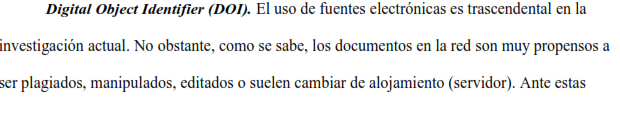 Digital Object Identifier (DOI). El uso de fuentes electrónicas es trascendental en la
investigación actual. No obstante, como se sabe, los documentos en la red son muy propensos a
ser plagiados, manipulados, editados o suelen cambiar de alojamiento (servidor). Ante estas